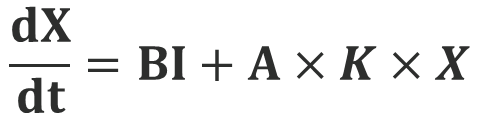 dX/dt = BI + A × K × X